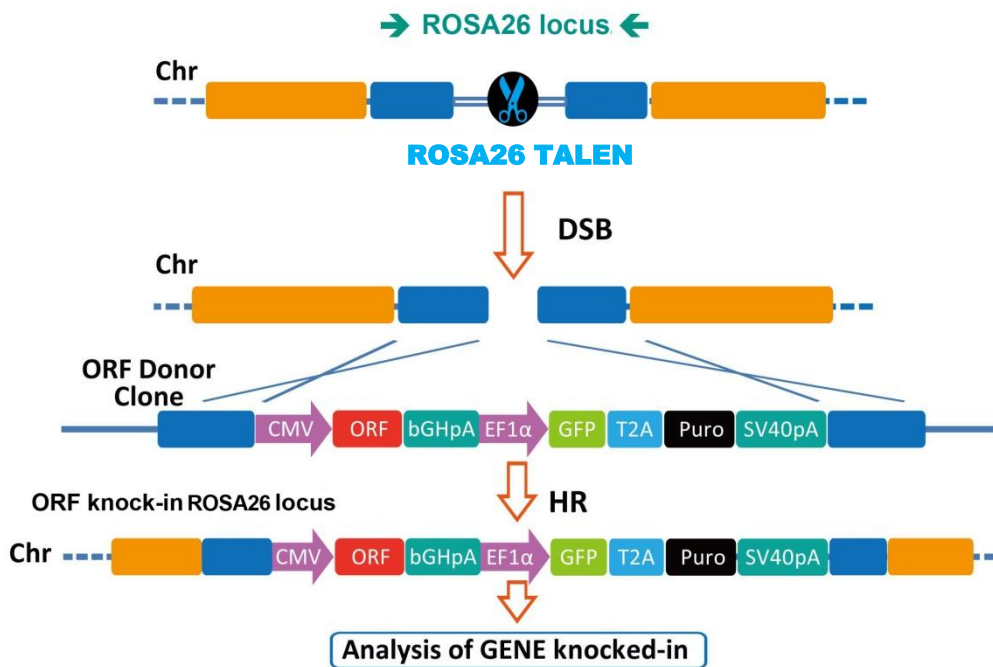 ROSA26 locus
Chr
ROSA26 TALEN
DSB
Chr
ORF Donor
Clone
CMV ORF bGHpA EF1α GFP T2A Puro SV40pA
HR
ORF knock-in ROSA26 locus
Chr CMV ORF bGHpA EF1α GFP T2A Puro SV40pA
Analysis of GENE knocked-in